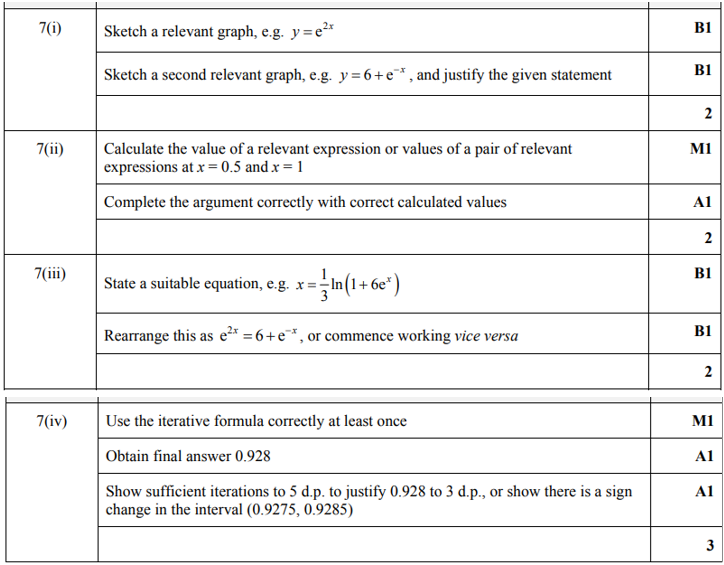 7(i) Sketch a relevant graph, e.g. y = e²ˣ B1
Sketch a second relevant graph, e.g. y = 6 + e⁻ˣ , and justify the given statement B1
2
7(ii) Calculate the value of a relevant expression or values of a pair of relevant M1
expressions at x = 0.5 and x = 1
Complete the argument correctly with correct calculated values A1
2
7(iii) State a suitable equation, e.g. x = 1/3 ln(1 + 6eˣ) B1
Rearrange this as e²ˣ = 6 + e⁻ˣ , or commence working vice versa B1
2
7(iv) Use the iterative formula correctly at least once M1
Obtain final answer 0.928 A1
Show sufficient iterations to 5 d.p. to justify 0.928 to 3 d.p., or show there is a sign A1
change in the interval (0.9275, 0.9285)
3